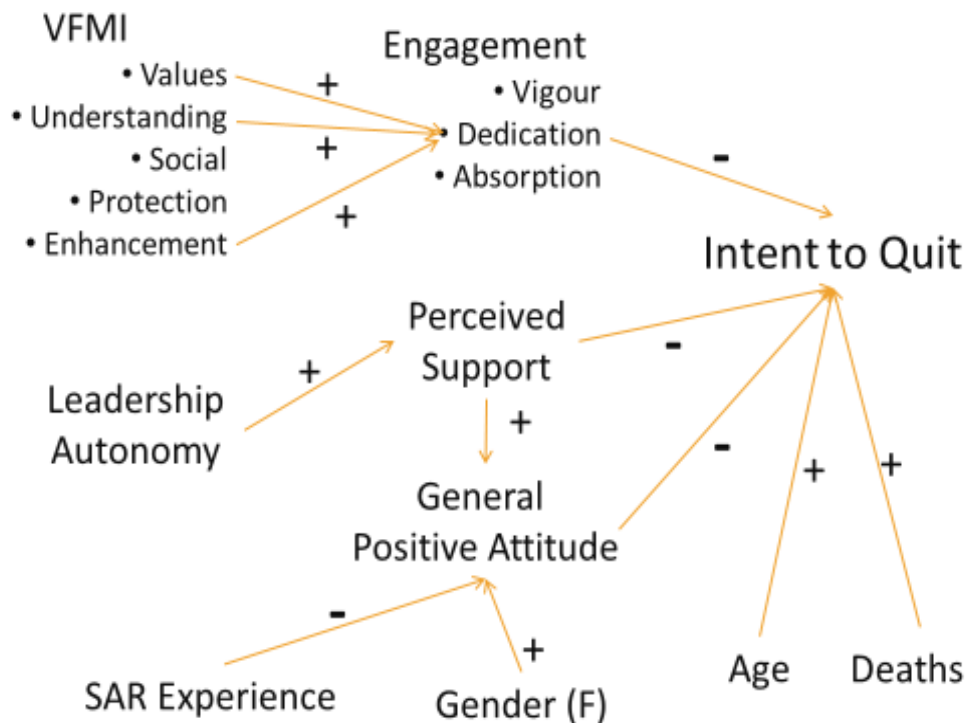 VFMI
• Values
• Understanding
• Social
• Protection
• Enhancement
+
+
+
Engagement
• Vigour
• Dedication
• Absorption
-
Intent to Quit
Leadership
Autonomy
+
Perceived
Support
-
+
General
Positive Attitude
-
+
+
-
+
SAR Experience
Gender (F)
Age
Deaths